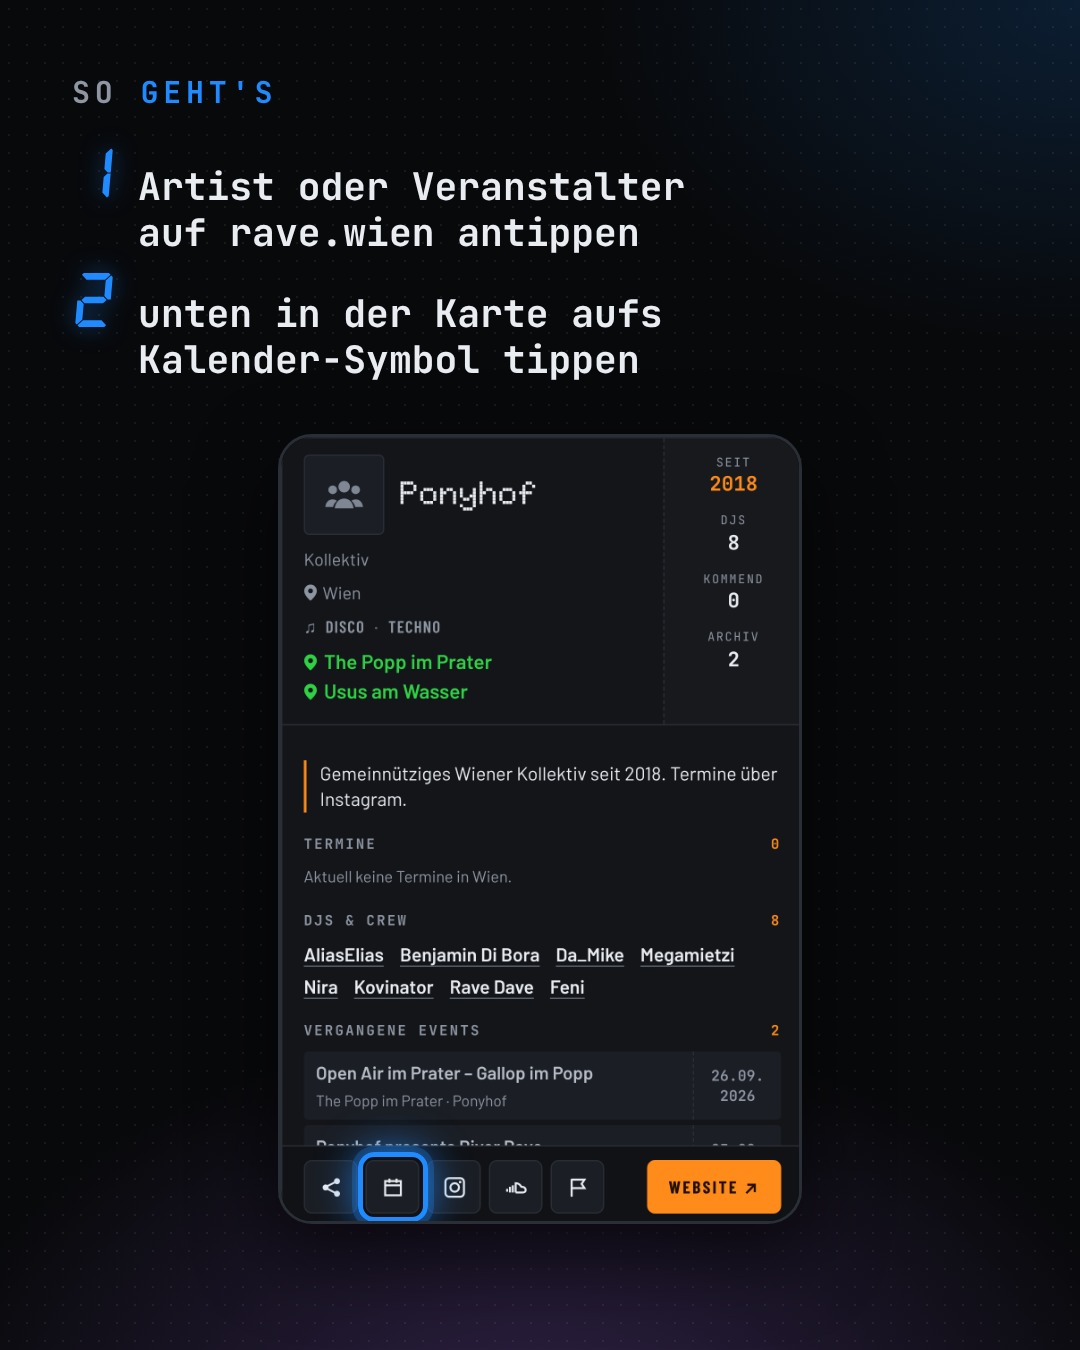 SO GEHT'S
1
Artist oder Veranstalter
auf rave.wien antippen
2
unten in der Karte aufs
Kalender-Symbol tippen
Ponyhof
Kollektiv
Wien
♫ DISCO · TECHNO
The Popp im Prater
Usus am Wasser
SEIT
2018
DJS
8
KOMMEND
0
ARCHIV
2
Gemeinnütziges Wiener Kollektiv seit 2018. Termine über
Instagram.
TERMINE 0
Aktuell keine Termine in Wien.
DJS & CREW 8
AliasElias Benjamin Di Bora Da_Mike Megamietzi
Nira Kovinator Rave Dave Feni
VERGANGENE EVENTS 2
Open Air im Prater – Gallop im Popp
The Popp im Prater · Ponyhof
26.09.
2026
WEBSITE ↗